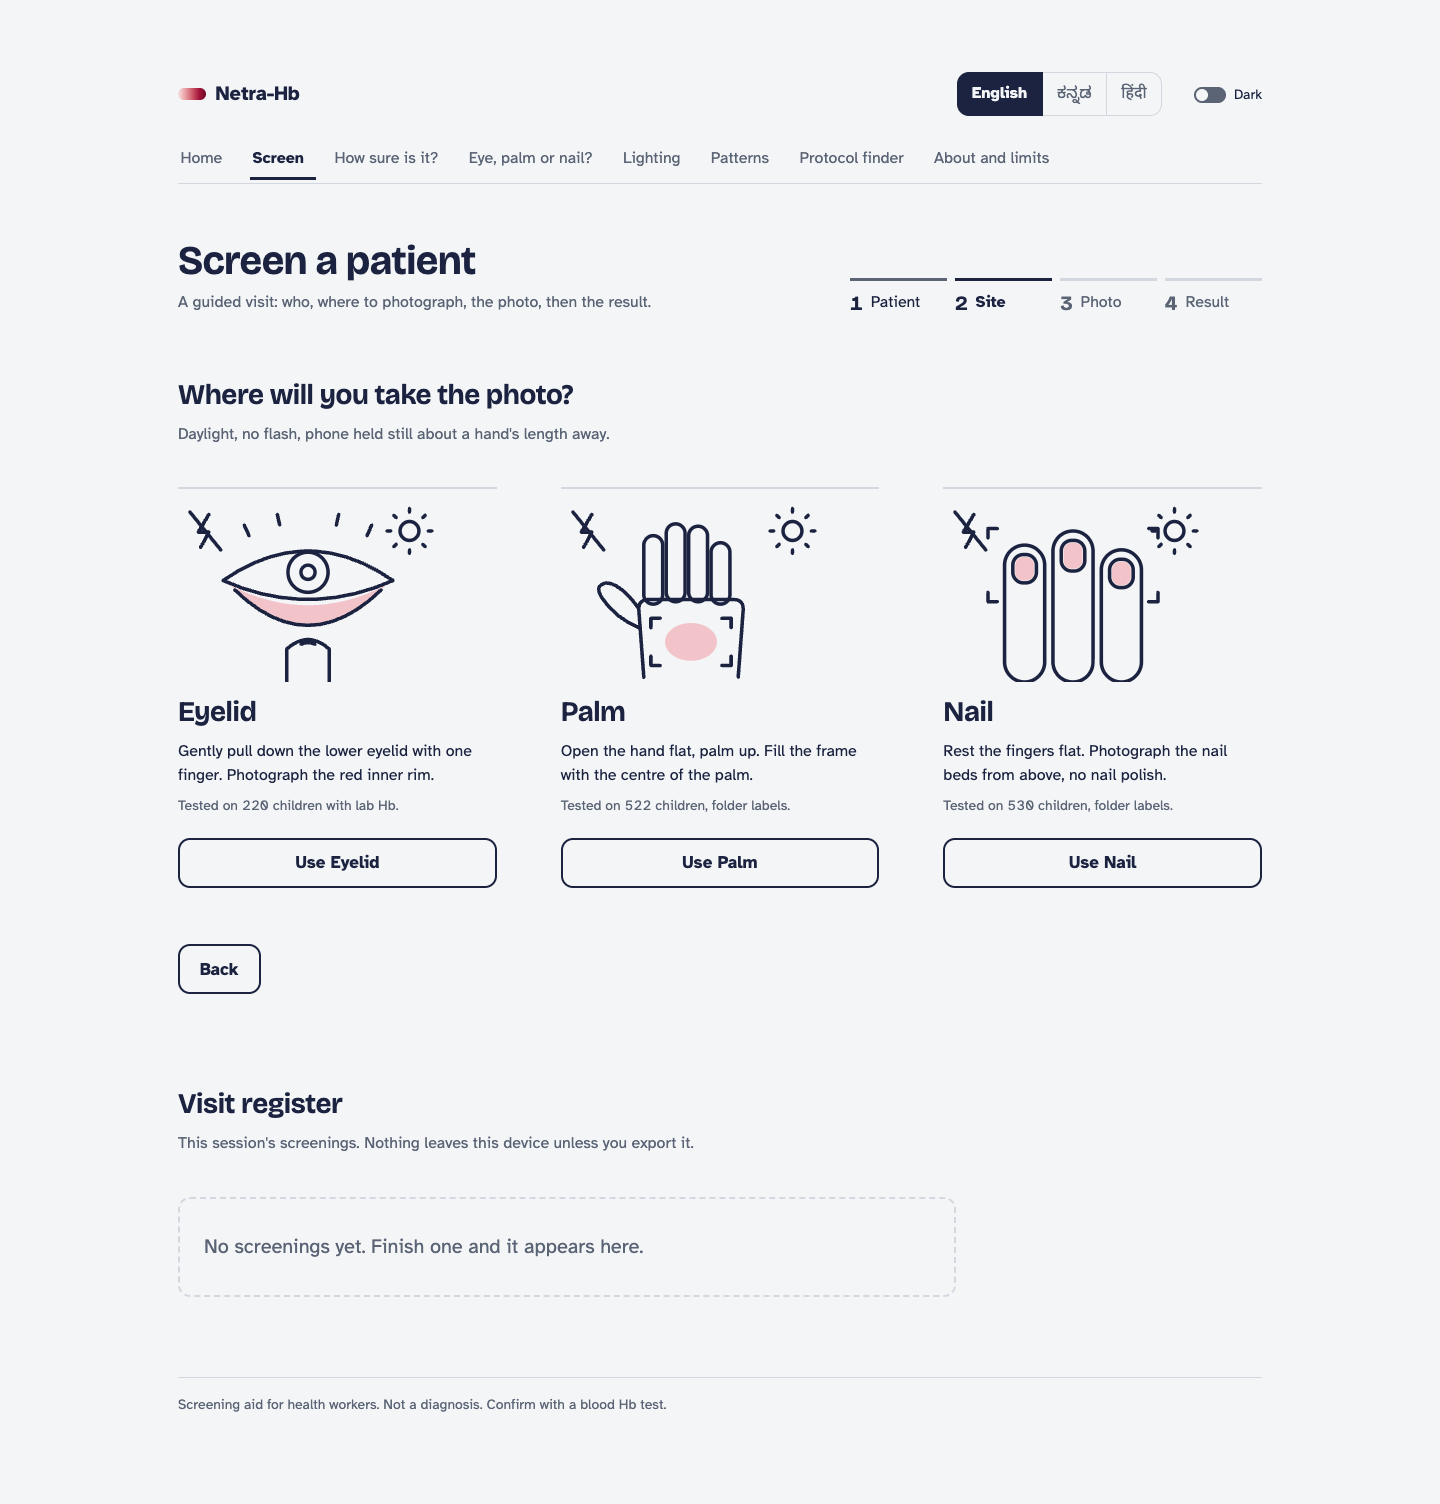 Netra-Hb
English
ಕನ್ನಡ
हिंदी
Dark
Home
Screen
How sure is it?
Eye, palm or nail?
Lighting
Patterns
Protocol finder
About and limits
Screen a patient
A guided visit: who, where to photograph, the photo, then the result.
1 Patient
2 Site
3 Photo
4 Result
Where will you take the photo?
Daylight, no flash, phone held still about a hand's length away.
Eyelid
Gently pull down the lower eyelid with one
finger. Photograph the red inner rim.
Tested on 220 children with lab Hb.
Use Eyelid
Palm
Open the hand flat, palm up. Fill the frame
with the centre of the palm.
Tested on 522 children, folder labels.
Use Palm
Nail
Rest the fingers flat. Photograph the nail
beds from above, no nail polish.
Tested on 530 children, folder labels.
Use Nail
Back
Visit register
This session's screenings. Nothing leaves this device unless you export it.
No screenings yet. Finish one and it appears here.
Screening aid for health workers. Not a diagnosis. Confirm with a blood Hb test.